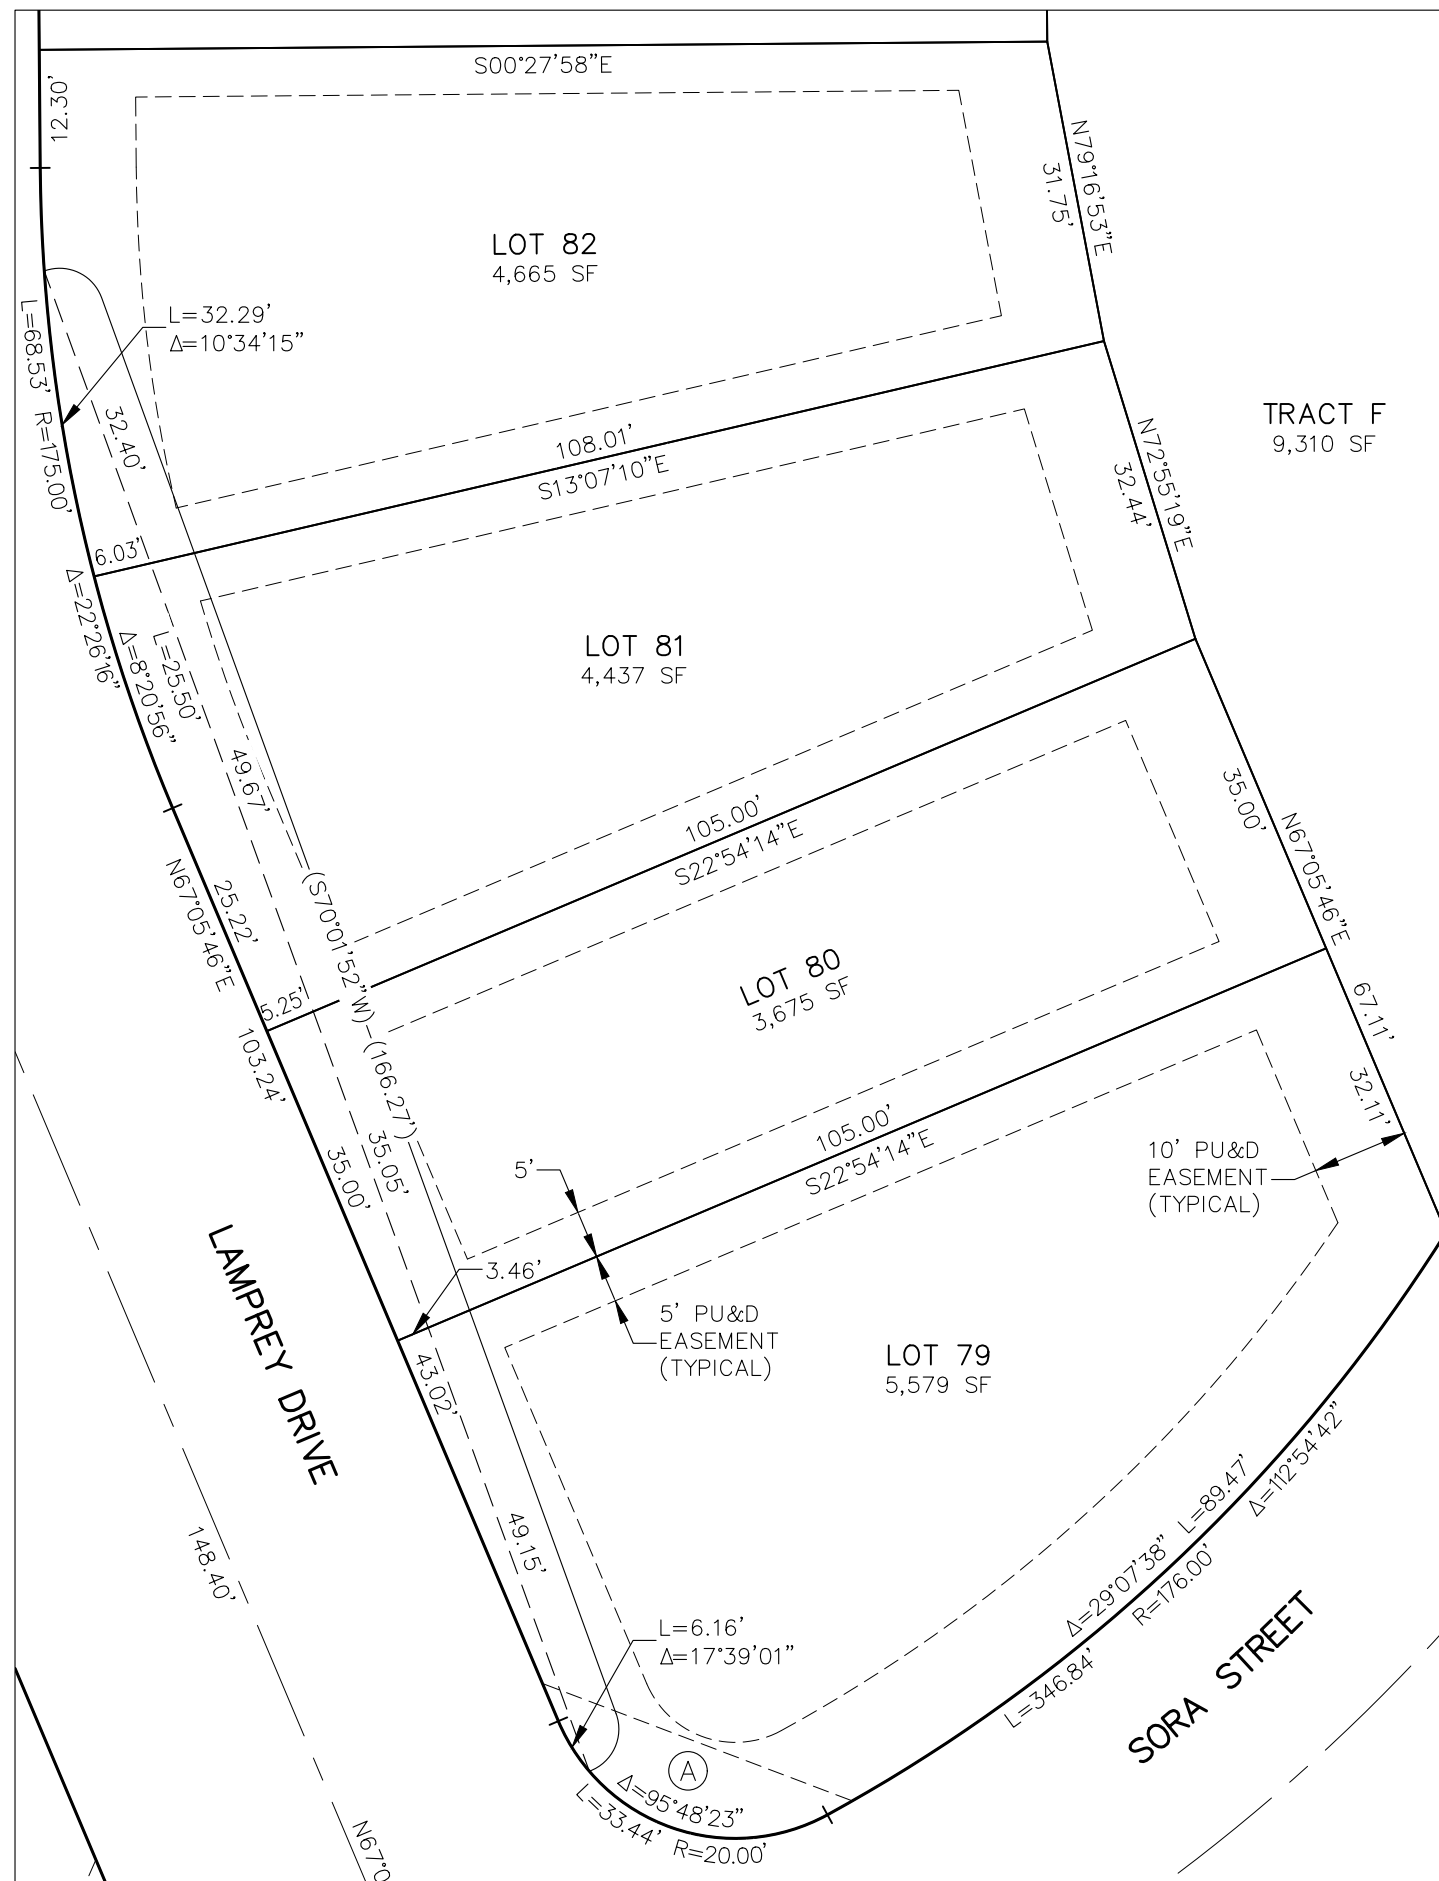 S00°27'58"E
12.30'
N79°16'53"E
31.75'
LOT 82
4,665 SF
L=32.29'
Δ=10°34'15"
L=68.53' R=175.00'
32.40'
TRACT F
9,310 SF
108.01'
S13°07'10"E
N72°55'19"E
32.44'
6.03'
Δ=22°26'16"
Δ=8°20'56"
L=25.50'
LOT 81
4,437 SF
49.67'
105.00'
S22°54'14"E
35.00'
N67°05'46"E
N67°05'46"E
25.22'
(S70°01'52"W)
(166.27')
5.25'
103.24'
LOT 80
3,675 SF
67.11'
32.11'
35.00'
35.05'
105.00'
S22°54'14"E
5'
10' PU&D
EASEMENT
(TYPICAL)
3.46'
5' PU&D
EASEMENT
(TYPICAL)
LAMPREY DRIVE
43.02'
LOT 79
5,579 SF
148.40'
49.15'
Δ=29°07'38" L=89.47'
L=346.84' R=176.00' Δ=112°54'42"
L=6.16'
Δ=17°39'01"
SORA STREET
A
Δ=95°48'23"
L=33.44' R=20.00'
N67°0